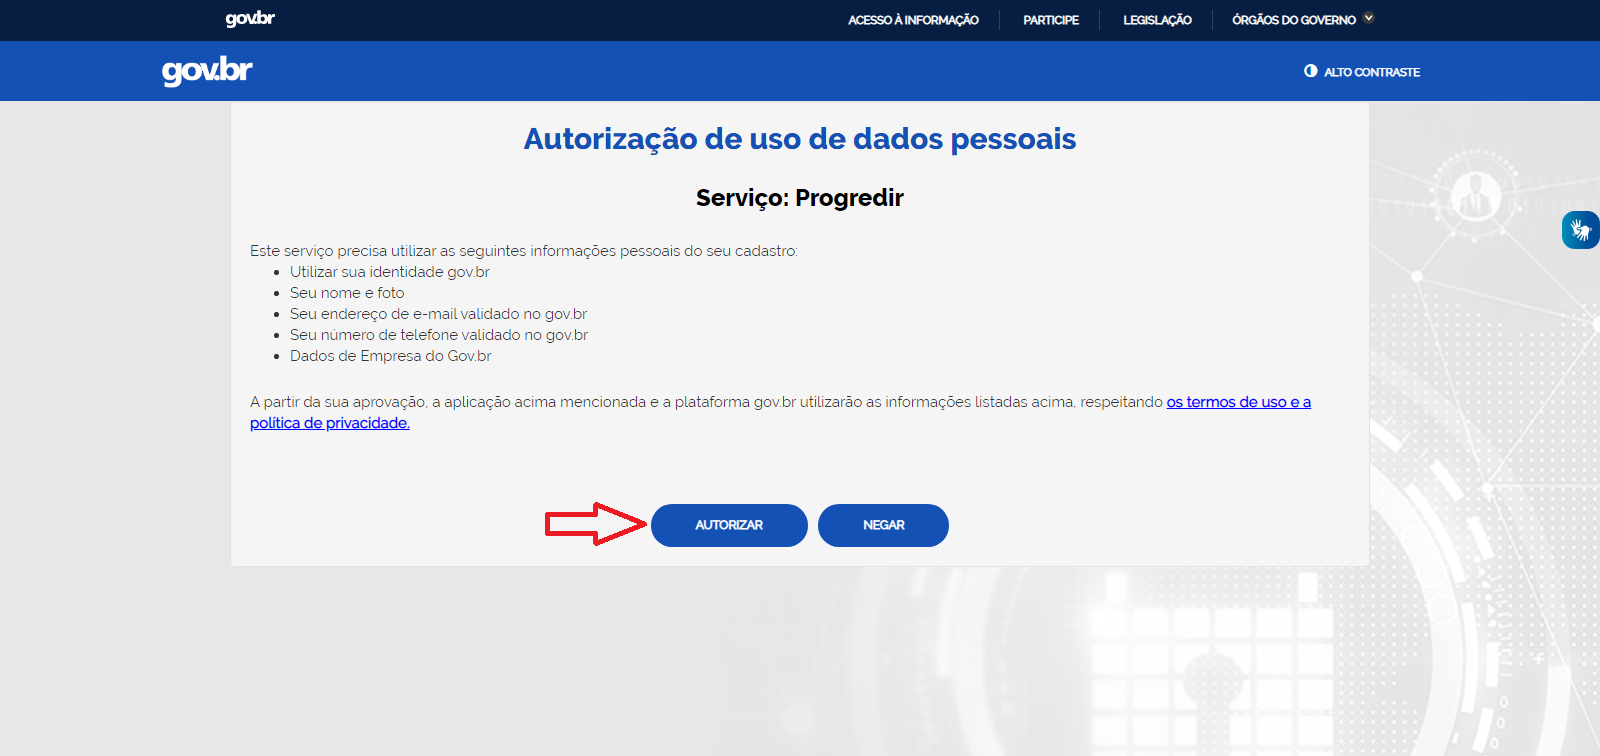 gov.br
ACESSO À INFORMAÇÃO
PARTICIPE
LEGISLAÇÃO
ÓRGÃOS DO GOVERNO
gov.br
ALTO CONTRASTE
Autorização de uso de dados pessoais
Serviço: Progredir
Este serviço precisa utilizar as seguintes informações pessoais do seu cadastro:
Utilizar sua identidade gov.br
Seu nome e foto
Seu endereço de e-mail validado no gov.br
Seu número de telefone validado no gov.br
Dados de Empresa do Gov.br
A partir da sua aprovação, a aplicação acima mencionada e a plataforma gov.br utilizarão as informações listadas acima, respeitando os termos de uso e a
política de privacidade.
AUTORIZAR
NEGAR